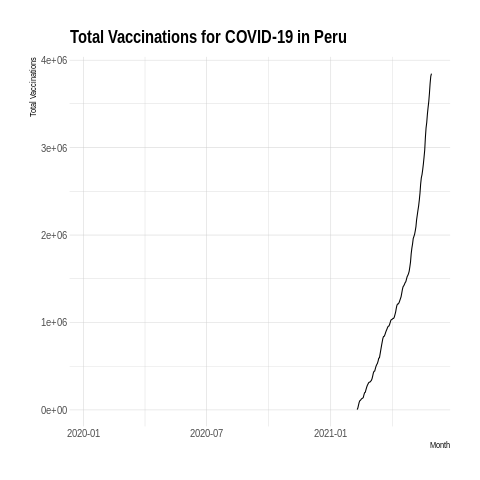 Total Vaccinations for COVID-19 in Peru
Total Vaccinations
4e+06
3e+06
2e+06
1e+06
0e+00
2020-01
2020-07
2021-01
Month